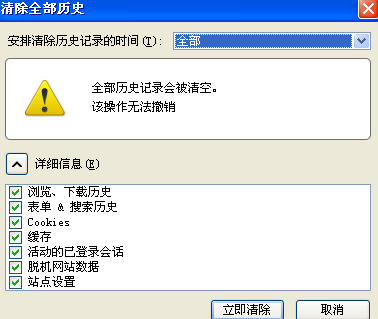 清除全部历史
安排清除历史记录的时间(T): 全部
全部历史记录会被清空。
该操作无法撤销
详细信息(E)
浏览、下载历史
表单 & 搜索历史
Cookies
缓存
活动的已登录会话
脱机网站数据
站点设置
立即清除 取消